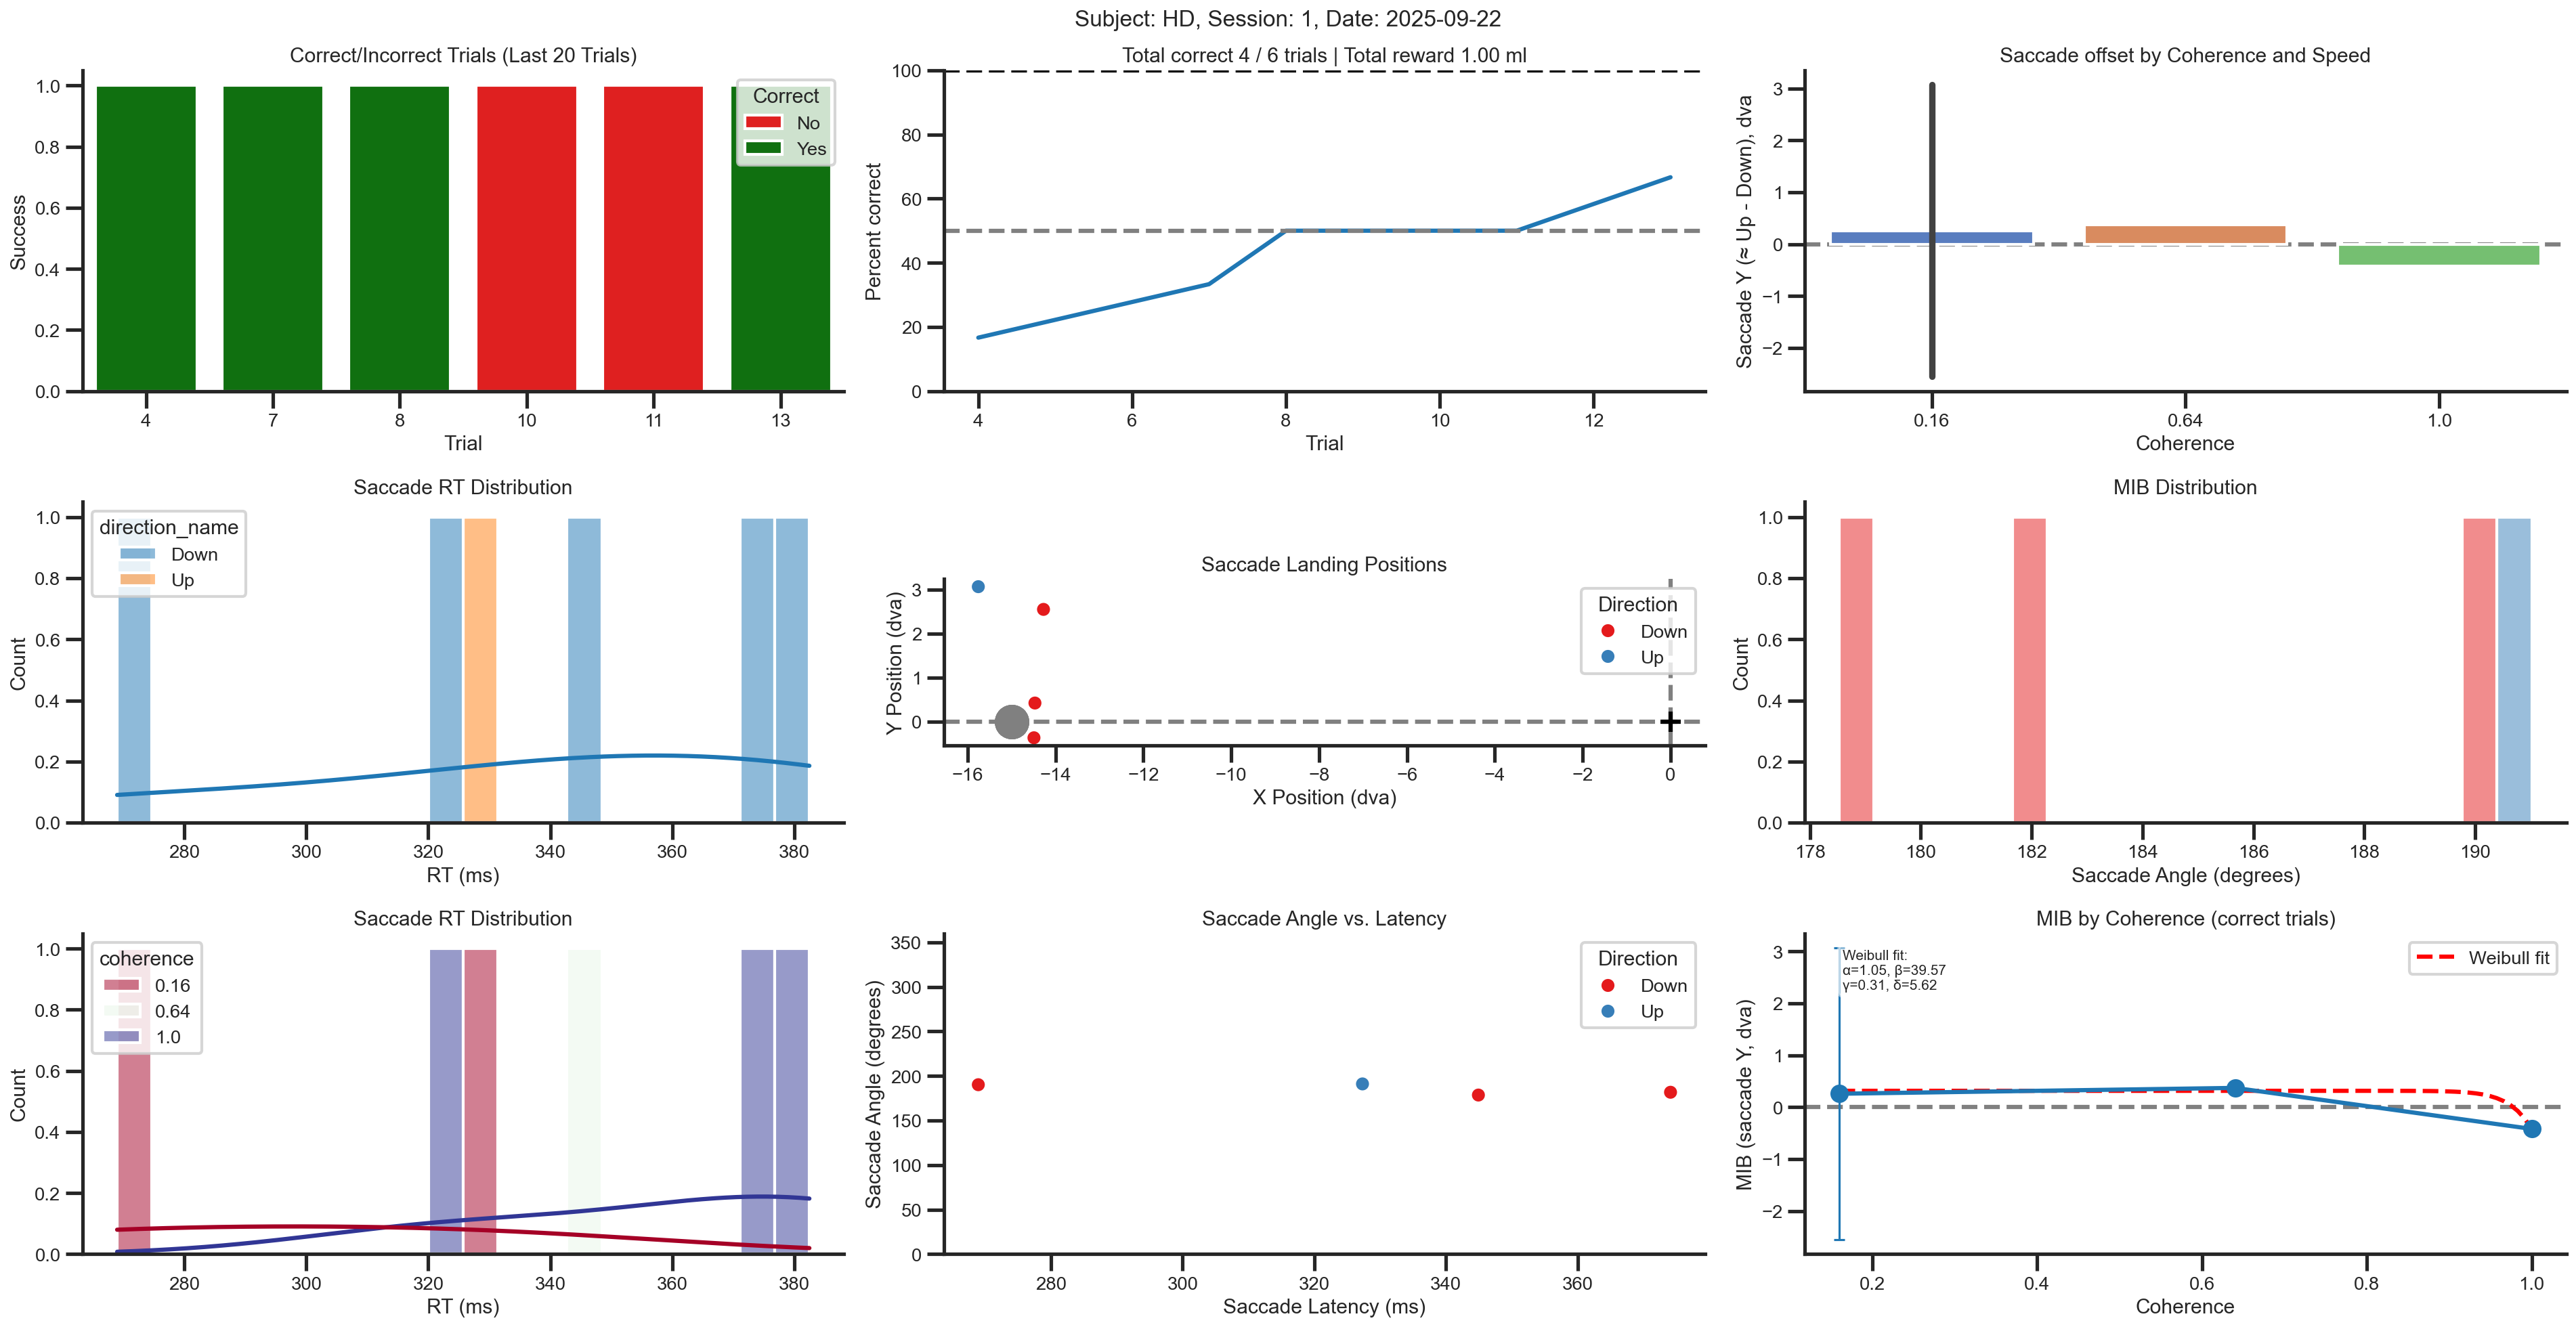 Subject: HD, Session: 1, Date: 2025-09-22
Correct/Incorrect Trials (Last 20 Trials)
Success
1.0
0.8
0.6
0.4
0.2
0.0
Correct
No
Yes
4 7 8 10 11 13
Trial
Total correct 4 / 6 trials | Total reward 1.00 ml
Percent correct
100
80
60
40
20
0
4 6 8 10 12
Trial
Saccade offset by Coherence and Speed
Saccade Y (≈ Up - Down), dva
3
2
1
0
−1
−2
0.16 0.64 1.0
Coherence
Saccade RT Distribution
Count
1.0
0.8
0.6
0.4
0.2
0.0
direction_name
Down
Up
280 300 320 340 360 380
RT (ms)
Saccade Landing Positions
Y Position (dva)
3
2
1
0
Direction
Down
Up
−16 −14 −12 −10 −8 −6 −4 −2 0
X Position (dva)
MIB Distribution
Count
1.0
0.8
0.6
0.4
0.2
0.0
178 180 182 184 186 188 190
Saccade Angle (degrees)
Saccade RT Distribution
Count
1.0
0.8
0.6
0.4
0.2
0.0
coherence
0.16
0.64
1.0
280 300 320 340 360 380
RT (ms)
Saccade Angle vs. Latency
Saccade Angle (degrees)
350
300
250
200
150
100
50
0
Direction
Down
Up
280 300 320 340 360
Saccade Latency (ms)
MIB by Coherence (correct trials)
MIB (saccade Y, dva)
3
2
1
0
−1
−2
Weibull fit:
α=1.05, β=39.57
γ=0.31, δ=5.62
Weibull fit
0.2 0.4 0.6 0.8 1.0
Coherence